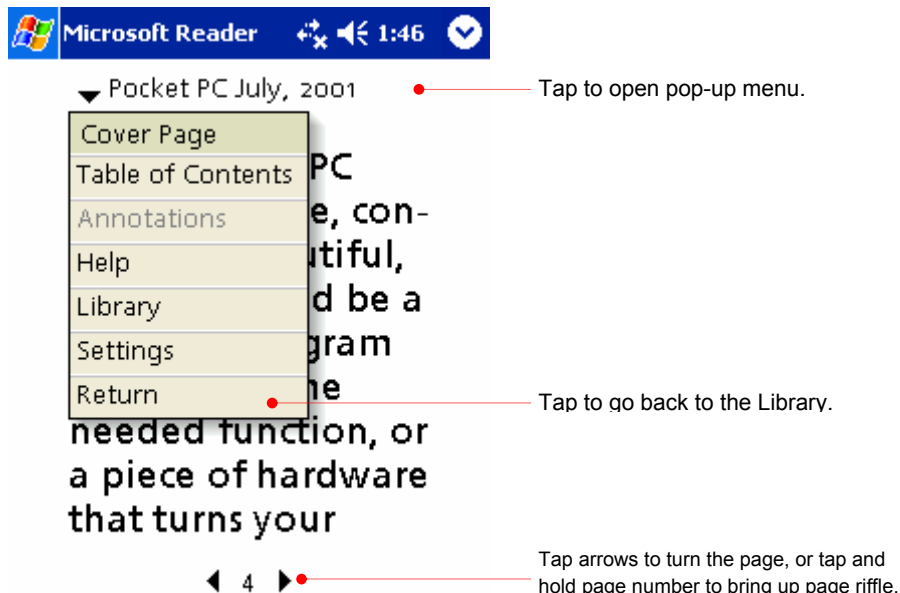 Microsoft Reader 1:46
Pocket PC July, 2001
Tap to open pop-up menu.
Cover Page
Table of Contents
PC
Annotations
e, con-
Help
utiful,
Library
d be a
Settings
gram
Return
ne
Tap to go back to the Library.
needed function, or
a piece of hardware
that turns your
Tap arrows to turn the page, or tap and
hold page number to bring up page riffle.
4